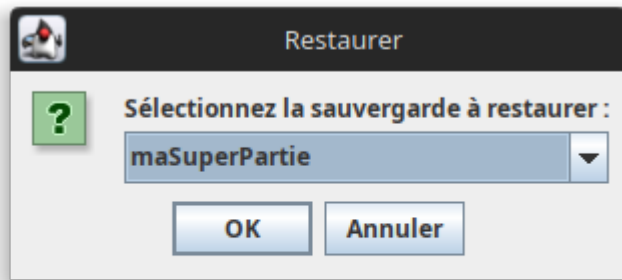 Restaurer
Sélectionnez la sauvergarde à restaurer :
maSuperPartie
OK
Annuler